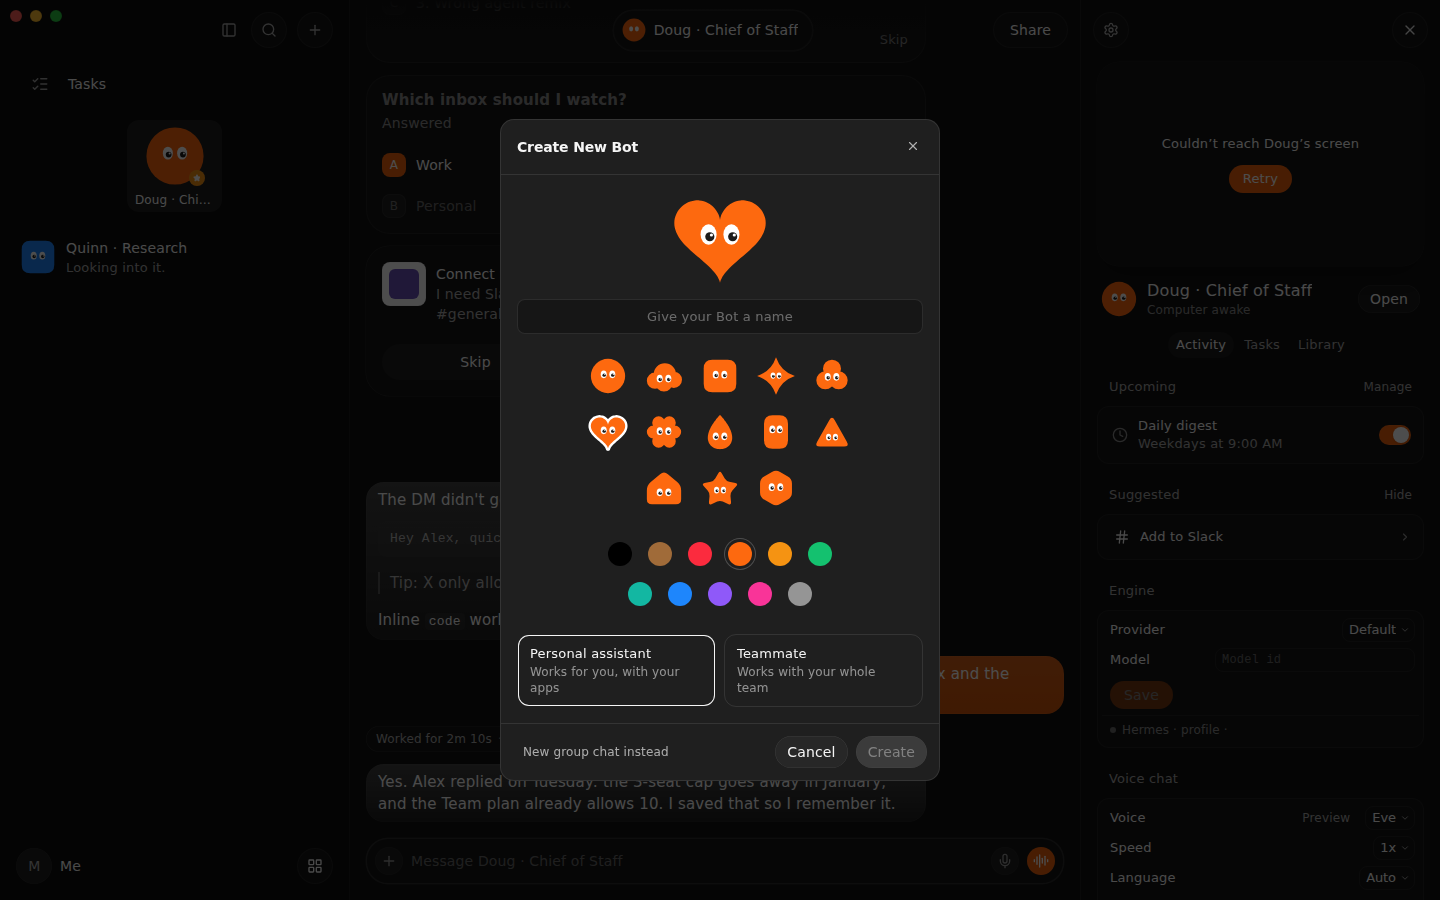 3. Wrong agent remix
Doug · Chief of Staff
Share
Skip
Tasks
Which inbox should I watch?
Answered
A Work
B Personal
Doug · Chi...
Quinn · Research
Looking into it.
Connect
I need Sl
#general
Skip
The DM didn't g
Hey Alex, quic
Tip: X only allo
Inline code worl
x and the
Worked for 2m 10s
Yes. Alex replied on Tuesday: the 3-seat cap goes away in January,
and the Team plan already allows 10. I saved that so I remember it.
Message Doug · Chief of Staff
M Me
Create New Bot
Give your Bot a name
Personal assistant
Works for you, with your
apps
Teammate
Works with your whole
team
New group chat instead
Cancel
Create
Couldn't reach Doug's screen
Retry
Doug · Chief of Staff
Computer awake
Open
Activity Tasks Library
Upcoming
Manage
Daily digest
Weekdays at 9:00 AM
Suggested
Hide
Add to Slack
Engine
Provider
Default
Model
Model id
Save
Hermes · profile ·
Voice chat
Voice
Preview
Eve
Speed
1x
Language
Auto